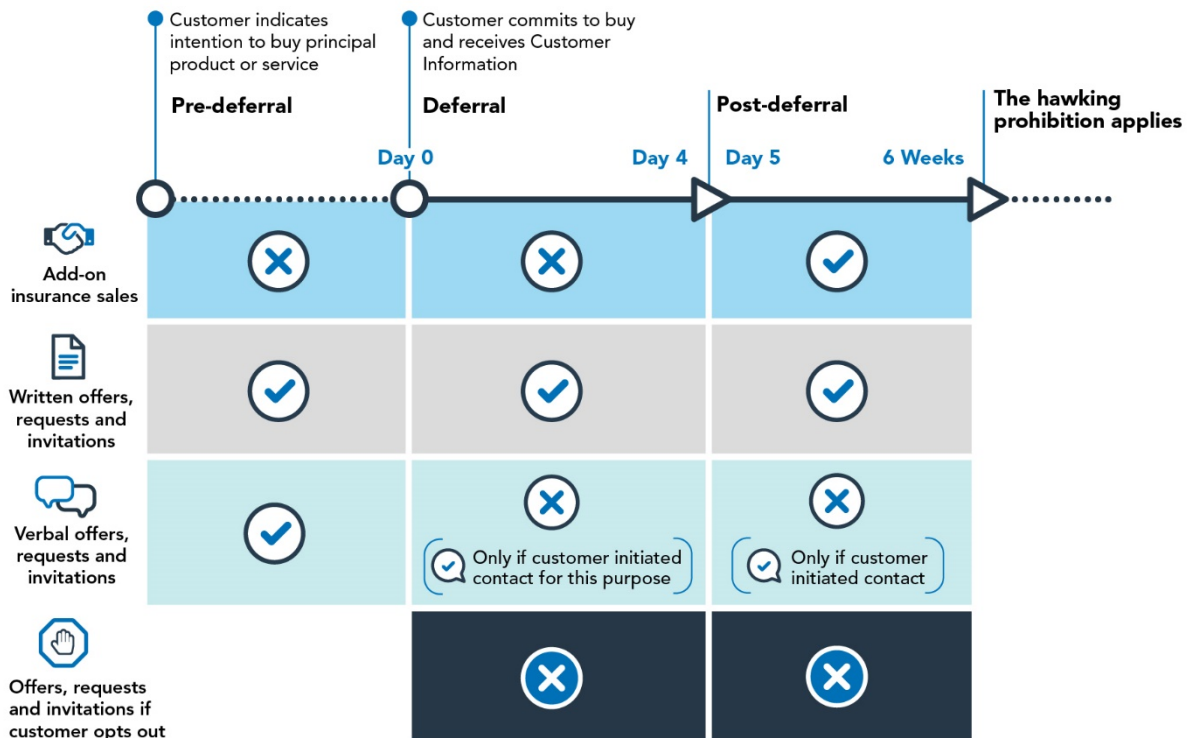 Customer indicates
intention to buy principal
product or service
Customer commits to buy
and receives Customer
Information
Pre-deferral
Deferral
Post-deferral
The hawking
prohibition applies
Day 0
Day 4
Day 5
6 Weeks
Add-on
insurance sales
Written offers,
requests and
invitations
Verbal offers,
requests and
invitations
Only if customer initiated
contact for this purpose
Only if customer
initiated contact
Offers, requests
and invitations if
customer opts out